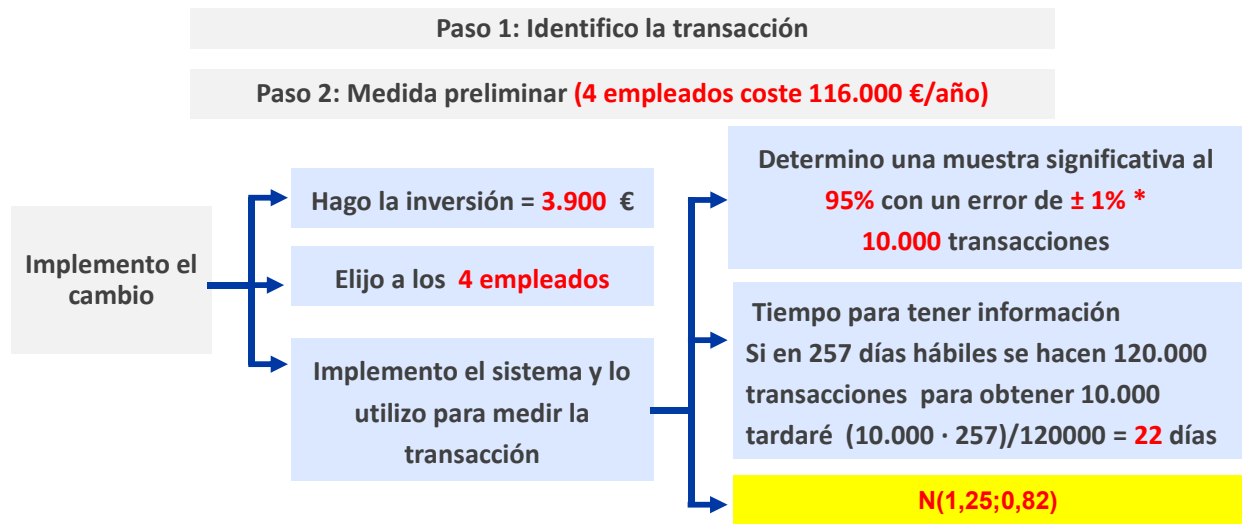 Paso 1: Identifico la transacción
Paso 2: Medida preliminar (4 empleados coste 116.000 €/año)
Implemento el
cambio
Hago la inversión = 3.900 €
Elijo a los 4 empleados
Implemento el sistema y lo
utilizo para medir la
transacción
Determino una muestra significativa al
95% con un error de ± 1% *
10.000 transacciones
Tiempo para tener información
Si en 257 días hábiles se hacen 120.000
transacciones para obtener 10.000
tardaré (10.000 · 257)/120000 = 22 días
N(1,25;0,82)